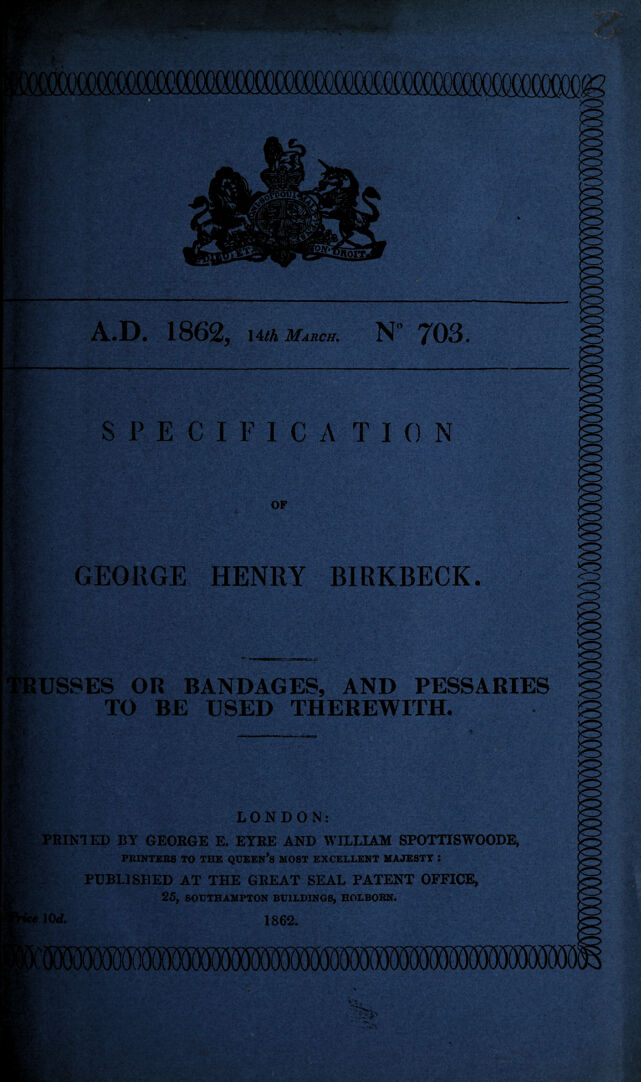 8
A.D. 1862, 14th MARCH. No 703.
SPECIFICATION
OF
GEORGE HENRY BIRKBECK.
TRUSSES OR BANDAGES, AND PESSARIES
TO BE USED THEREWITH.
LONDON:
PRINTED BY GEORGE E. EYRE AND WILLIAM SPOTTISWOODE,
PRINTERS TO THE QUEEN'S MOST EXCELLENT MAJESTY:
PUBLISHED AT THE GREAT SEAL PATENT OFFICE,
25, SOUTHAMPTON BUILDINGS, HOLBORN.
Price 10d. 1862.